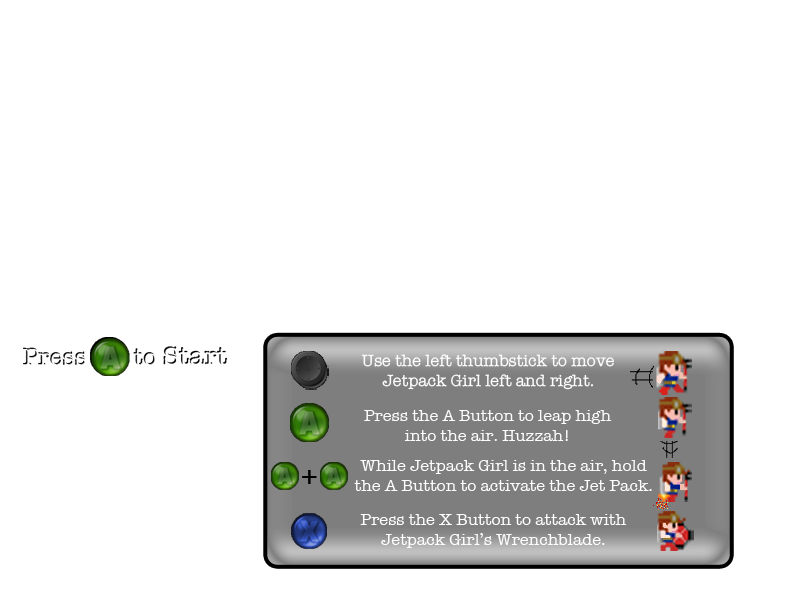 Press A to Start
Use the left thumbstick to move
Jetpack Girl left and right.
A
Press the A Button to leap high
into the air. Huzzah!
A + A
While Jetpack Girl is in the air, hold
the A Button to activate the Jet Pack.
X
Press the X Button to attack with
Jetpack Girl's Wrenchblade.